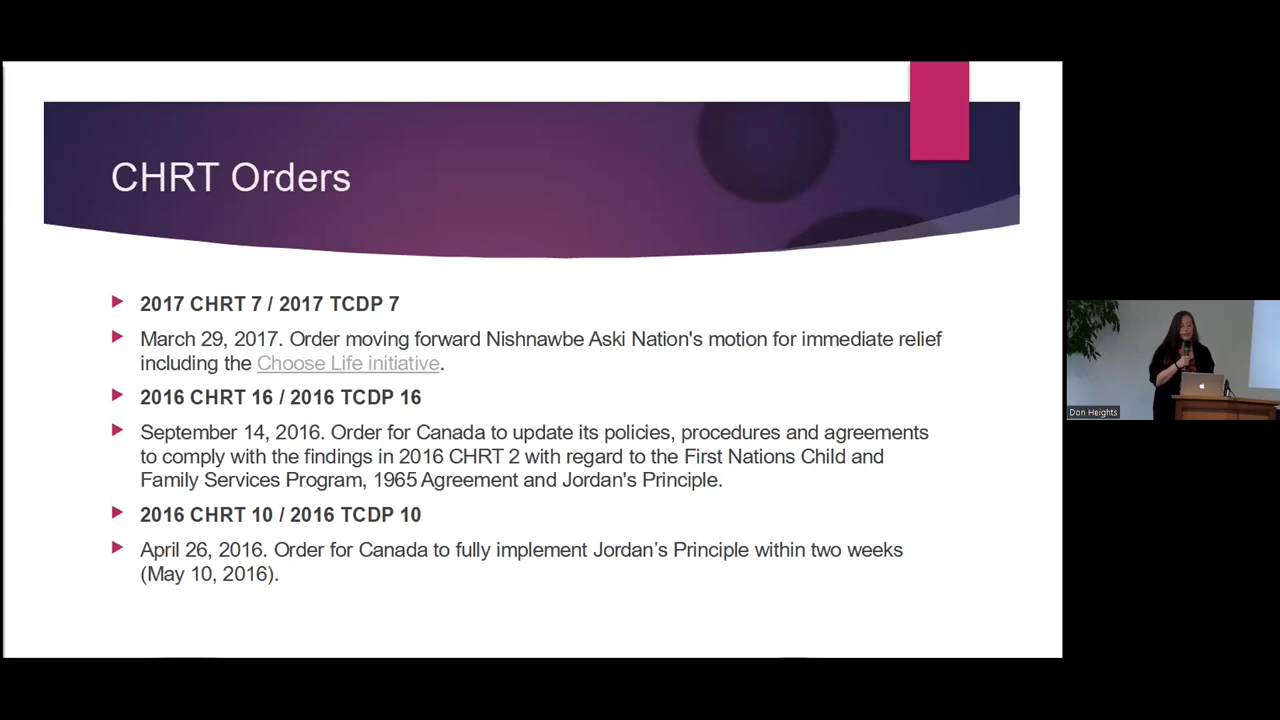 CHRT Orders
2017 CHRT 7 / 2017 TCDP 7
March 29, 2017. Order moving forward Nishnawbe Aski Nation's motion for immediate relief
including the Choose Life initiative.
2016 CHRT 16 / 2016 TCDP 16
September 14, 2016. Order for Canada to update its policies, procedures and agreements
to comply with the findings in 2016 CHRT 2 with regard to the First Nations Child and
Family Services Program, 1965 Agreement and Jordan's Principle.
2016 CHRT 10 / 2016 TCDP 10
April 26, 2016. Order for Canada to fully implement Jordan’s Principle within two weeks
(May 10, 2016).
Don Heights